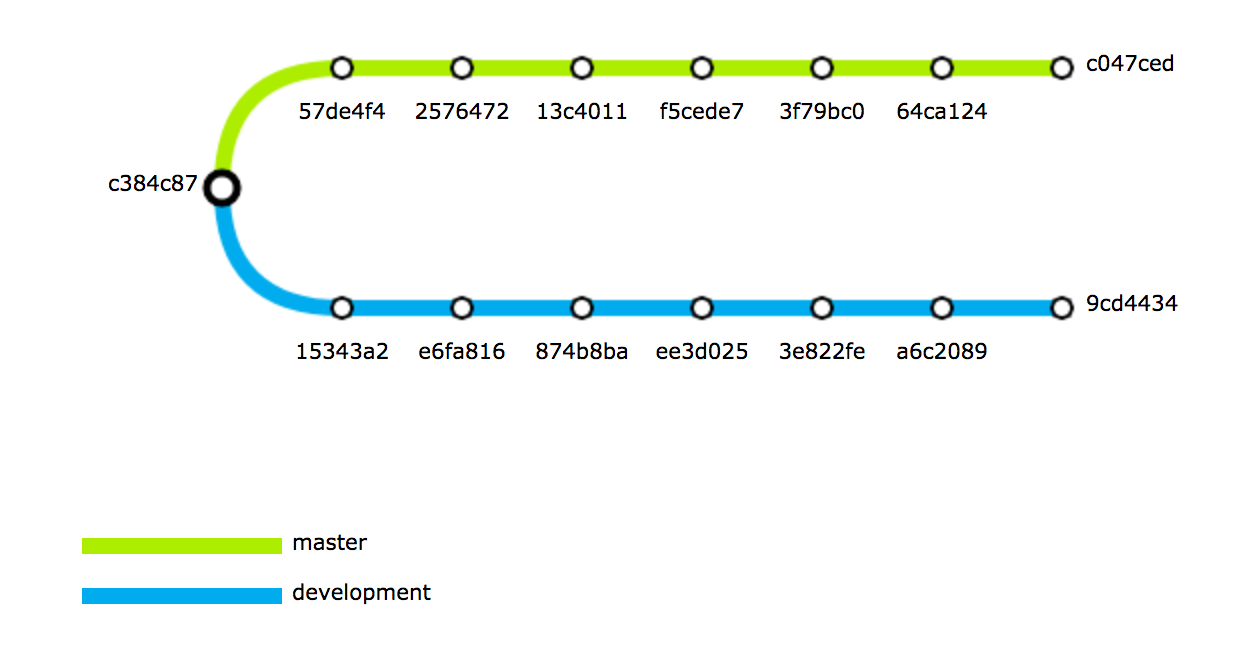 c047ced
57de4f4 2576472 13c4011 f5cede7 3f79bc0 64ca124
c384c87
9cd4434
15343a2 e6fa816 874b8ba ee3d025 3e822fe a6c2089
master
development